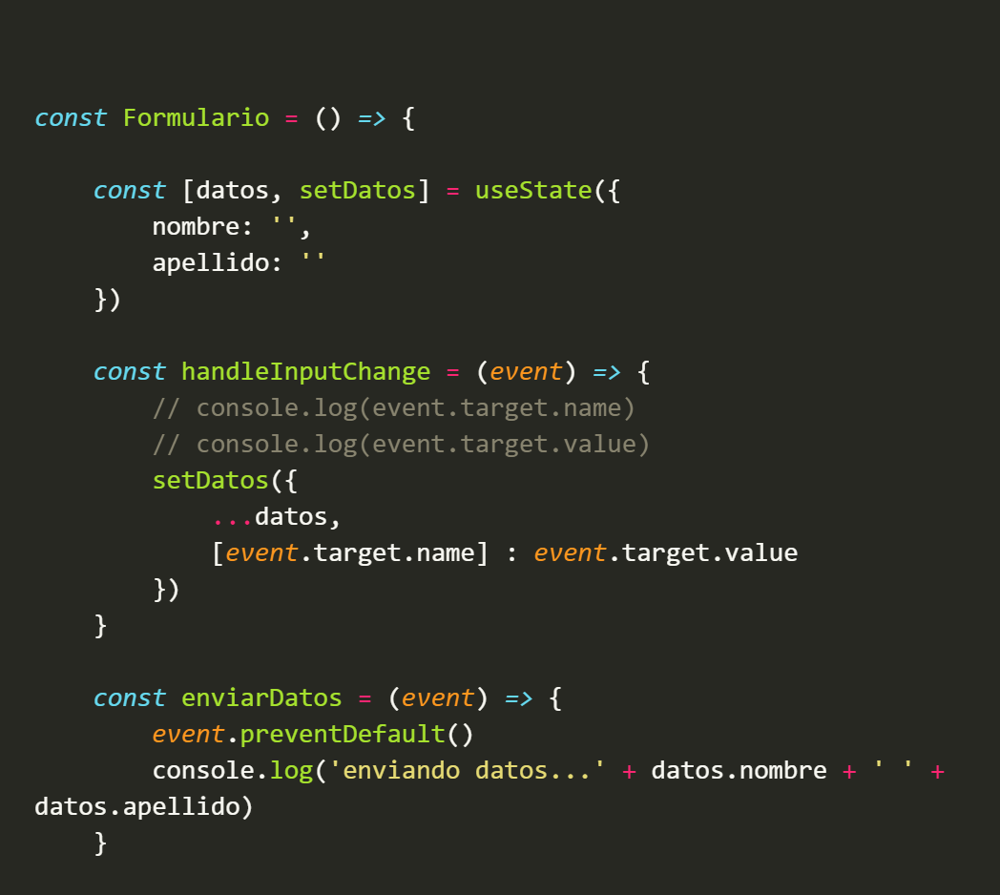 const Formulario = () => {
const [datos, setDatos] = useState({
nombre: '',
apellido: ''
})
const handleInputChange = (event) => {
// console.log(event.target.name)
// console.log(event.target.value)
setDatos({
...datos,
[event.target.name] : event.target.value
})
}
const enviarDatos = (event) => {
event.preventDefault()
console.log('enviando datos...' + datos.nombre + ' ' +
datos.apellido)
}